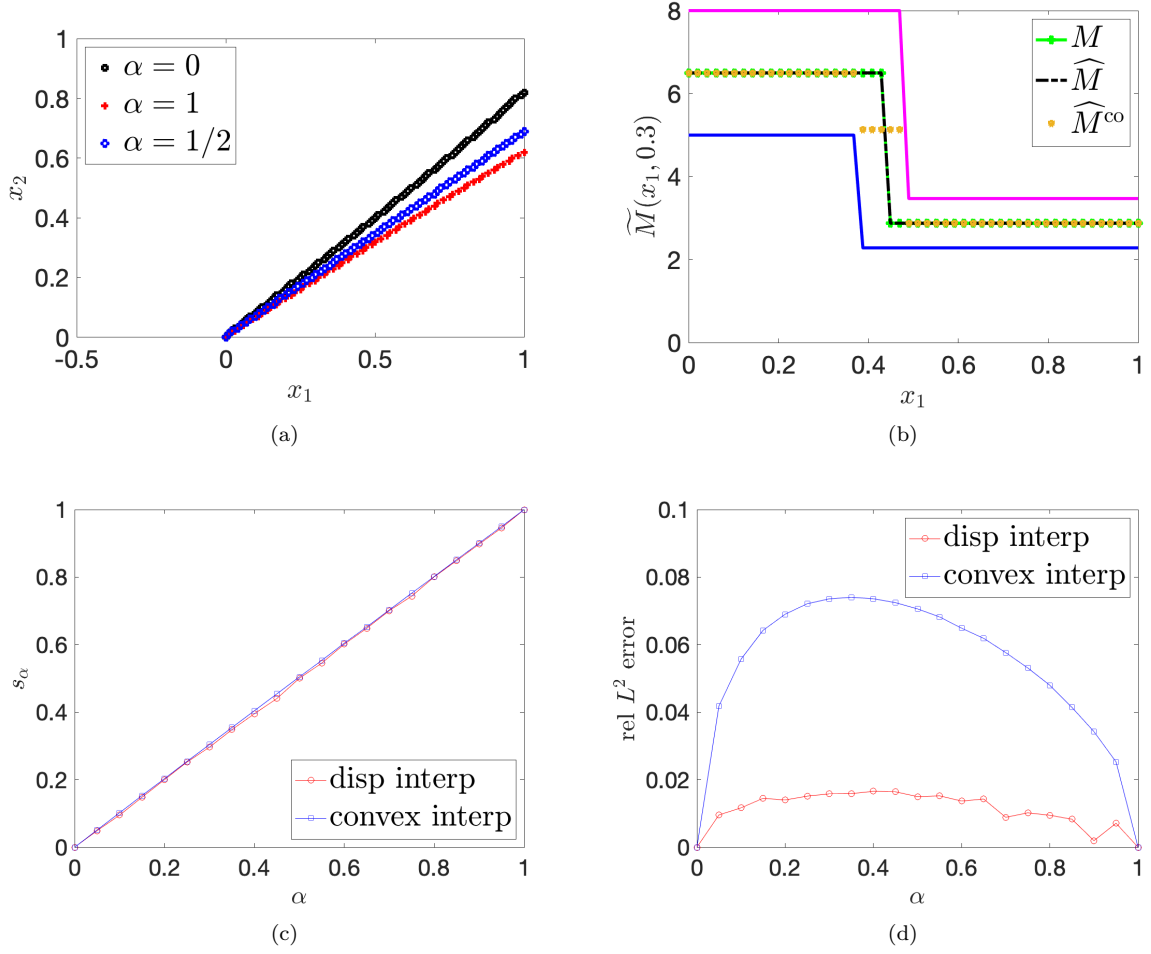 1
0.8
0.6
0.4
0.2
0
x₂
α = 0
α = 1
α = 1/2
-0.5
0
0.5
1
x₁
(a)
8
6
4
2
0
M̃(x₁, 0.3)
M
M̂
M̂ᶜᵒ
0
0.2
0.4
0.6
0.8
1
x₁
(b)
1
0.8
0.6
0.4
0.2
0
s_α
disp interp
convex interp
0
0.2
0.4
0.6
0.8
1
α
(c)
0.1
0.08
0.06
0.04
0.02
0
rel L² error
disp interp
convex interp
0
0.2
0.4
0.6
0.8
1
α
(d)